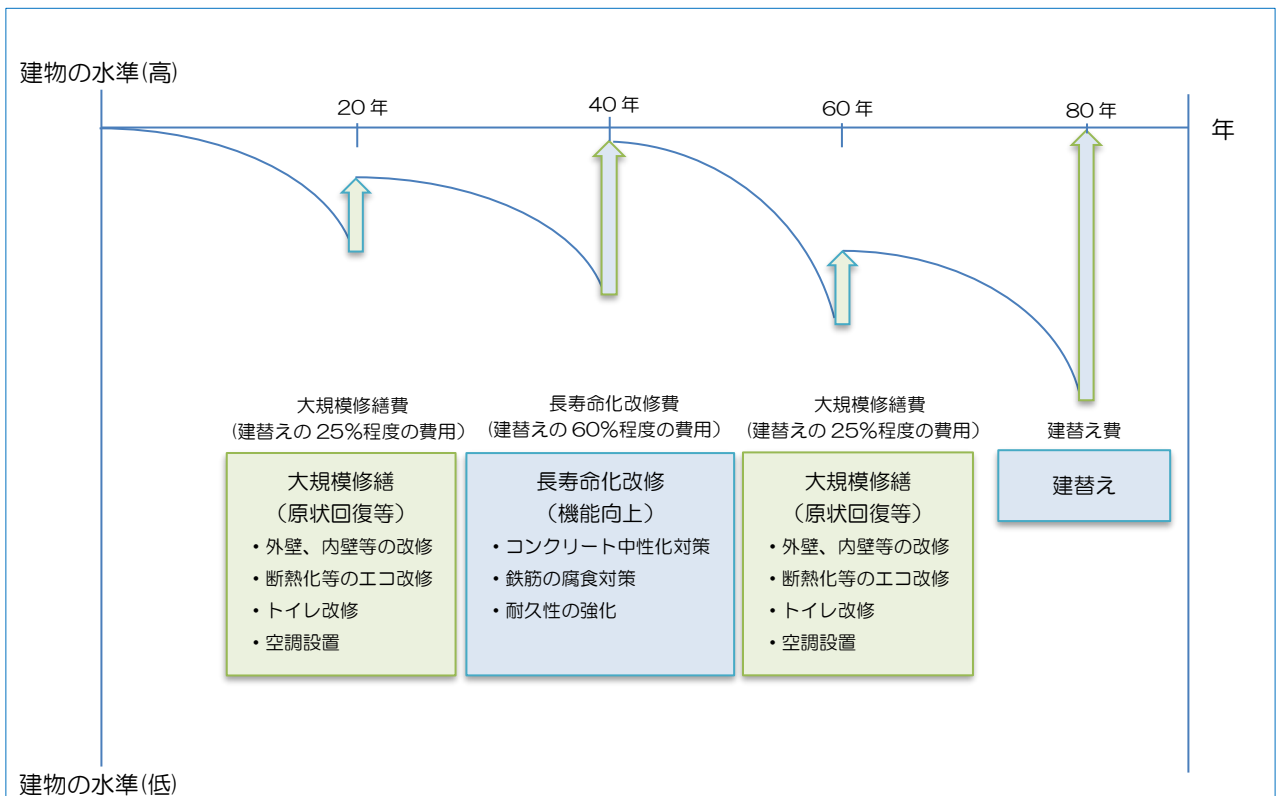 建物の水準(高)
20年
40年
60年
80年
年
大規模修繕費
(建替えの25%程度の費用)
長寿命化改修費
(建替えの60%程度の費用)
大規模修繕費
(建替えの25%程度の費用)
建替え費
大規模修繕
（原状回復等）
・外壁、内壁等の改修
・断熱化等のエコ改修
・トイレ改修
・空調設置
長寿命化改修
（機能向上）
・コンクリート中性化対策
・鉄筋の腐食対策
・耐久性の強化
大規模修繕
（原状回復等）
・外壁、内壁等の改修
・断熱化等のエコ改修
・トイレ改修
・空調設置
建替え
建物の水準(低)